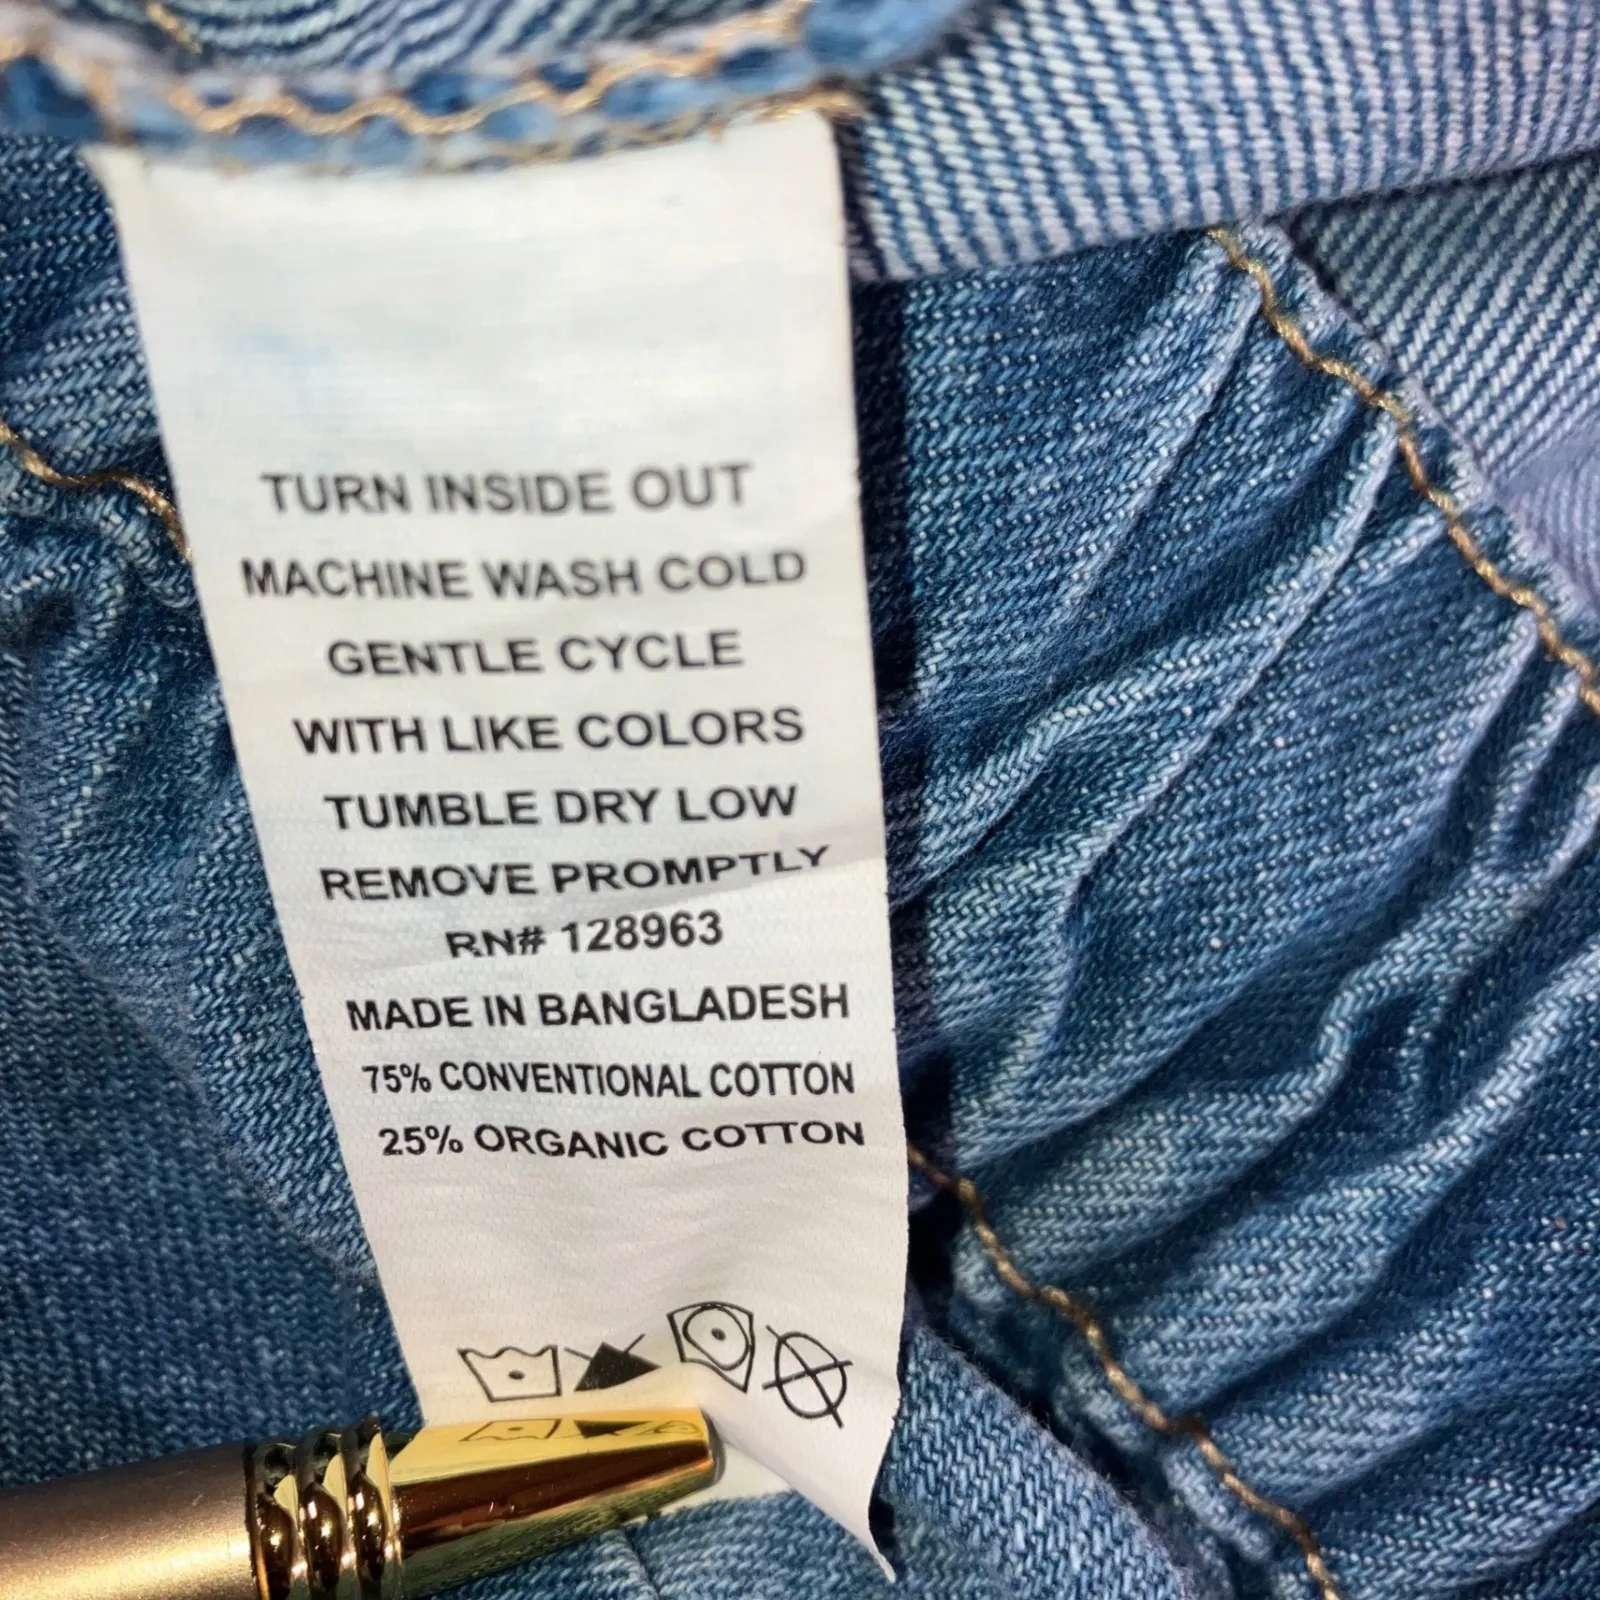 TURN INSIDE OUT
MACHINE WASH COLD
GENTLE CYCLE
WITH LIKE COLORS
TUMBLE DRY LOW
REMOVE PROMPTLY
RN# 128963
MADE IN BANGLADESH
75% CONVENTIONAL COTTON
25% ORGANIC COTTON